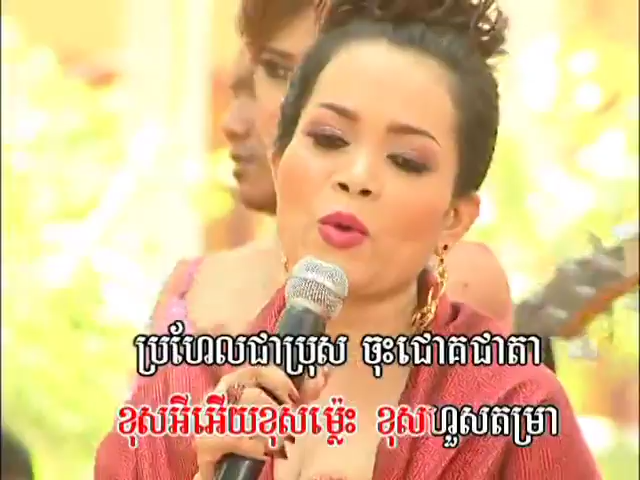 ប្រហែលជាប្រុស ចុះជោគជាតា
ខុសអីអើយខុសម្ល៉េះ ខុសហួសតម្រា